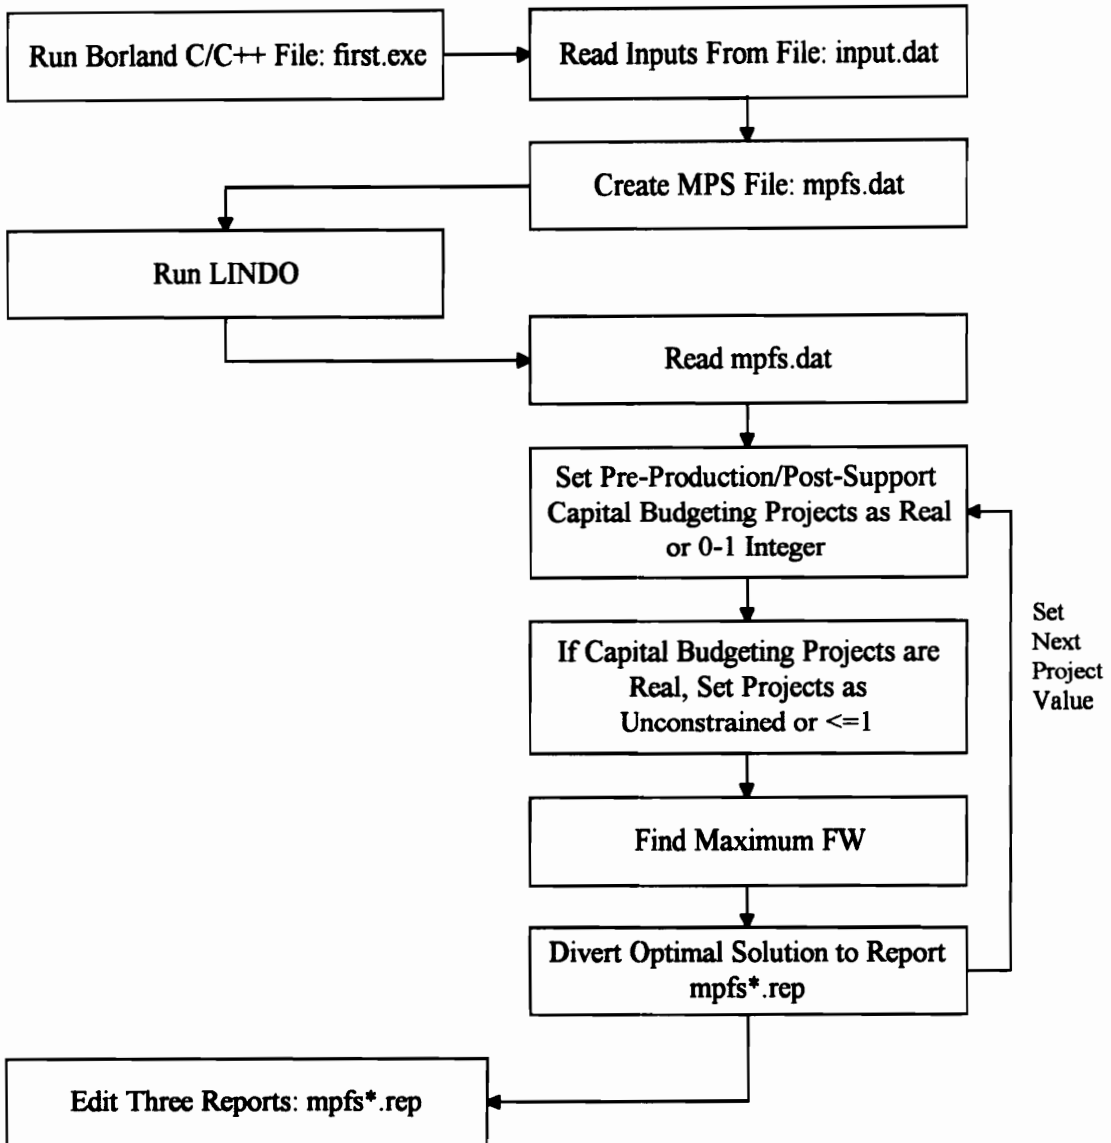 Run Borland C/C++ File: first.exe
Read Inputs From File: input.dat
Create MPS File: mpfs.dat
Run LINDO
Read mpfs.dat
Set Pre-Production/Post-Support
Capital Budgeting Projects as Real
or 0-1 Integer
If Capital Budgeting Projects are
Real, Set Projects as
Unconstrained or <=1
Set
Next
Project
Value
Find Maximum FW
Divert Optimal Solution to Report
mpfs*.rep
Edit Three Reports: mpfs*.rep